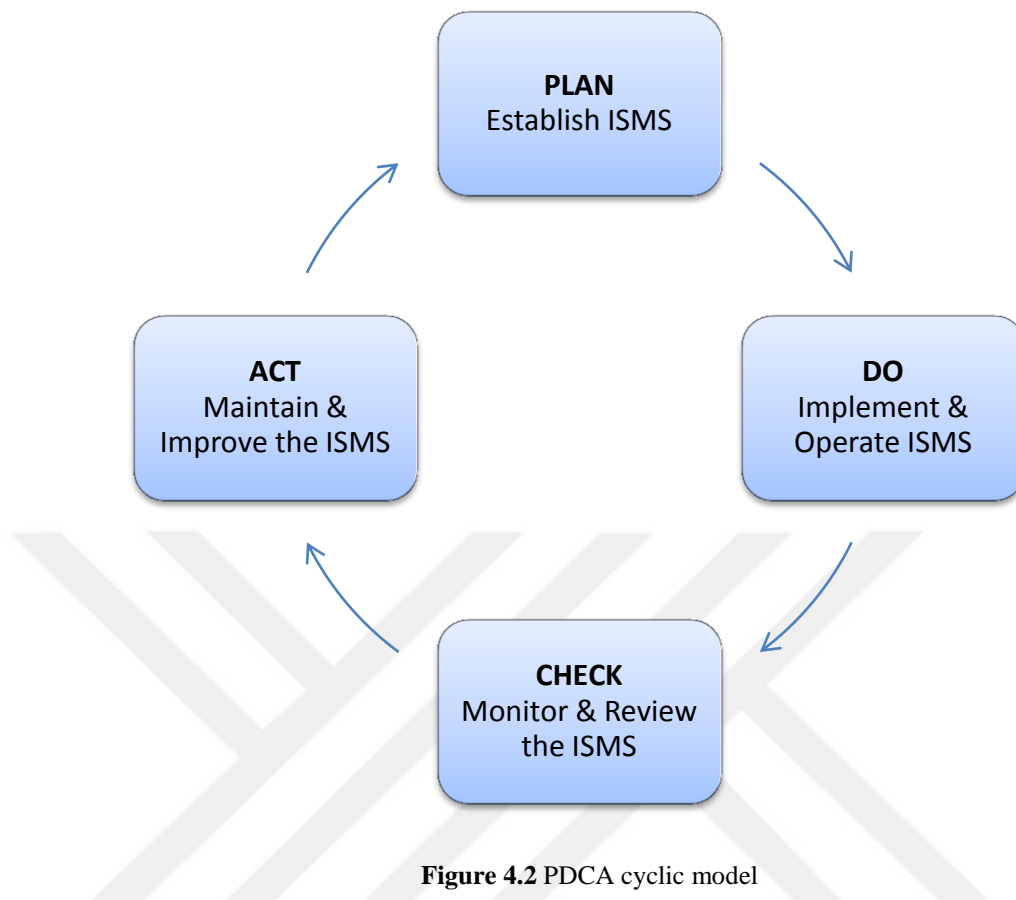 PLAN
Establish ISMS
ACT
Maintain &
Improve the ISMS
DO
Implement &
Operate ISMS
CHECK
Monitor & Review
the ISMS
Figure 4.2 PDCA cyclic model